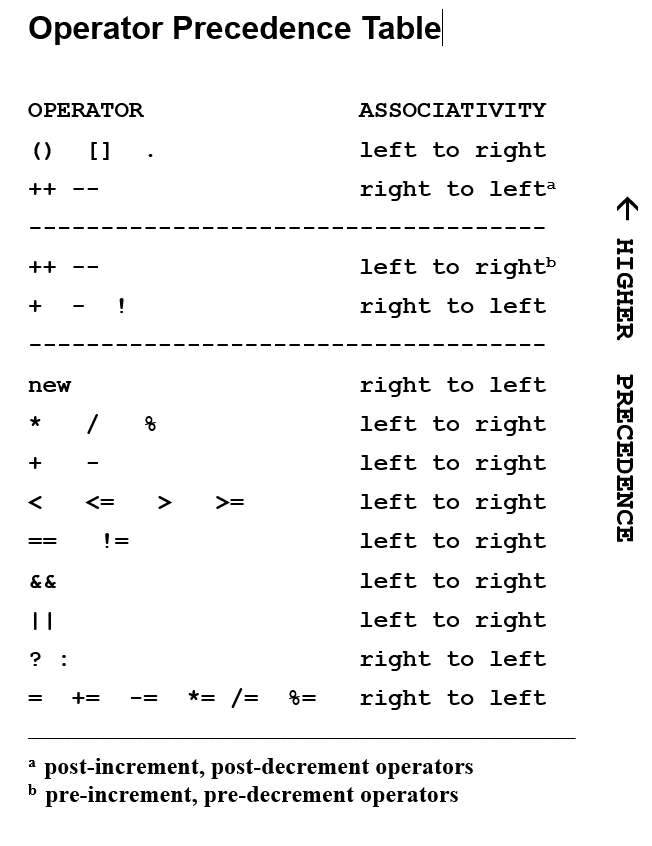 Operator Precedence Table
OPERATOR ASSOCIATIVITY
() [] . left to right
++ -- right to leftᵃ
------------------------------------
++ -- left to rightᵇ
+ - ! right to left
------------------------------------
new right to left
* / % left to right
+ - left to right
< <= > >= left to right
== != left to right
&& left to right
|| left to right
? : right to left
= += -= *= /= %= right to left
ᵃ post-increment, post-decrement operators
ᵇ pre-increment, pre-decrement operators
← HIGHER PRECEDENCE